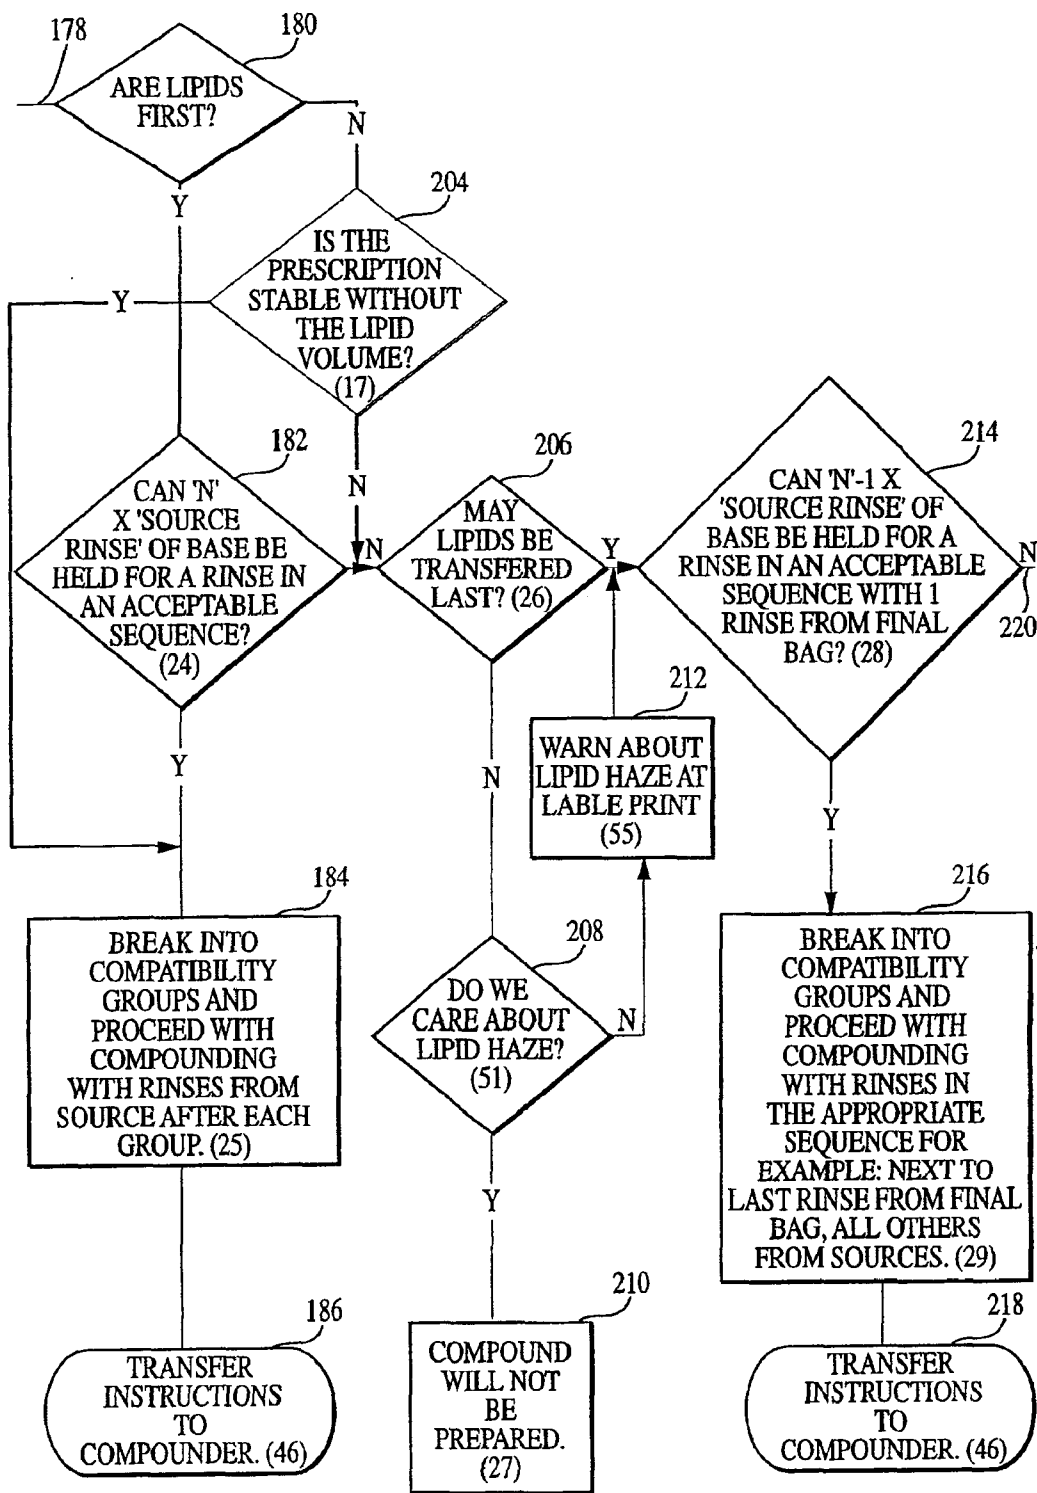 178
180
ARE LIPIDS
FIRST?
N
Y
204
IS THE
PRESCRIPTION
STABLE WITHOUT
THE LIPID
VOLUME?
(17)
Y
N
182
CAN 'N'
X 'SOURCE
RINSE' OF BASE BE
HELD FOR A RINSE IN
AN ACCEPTABLE
SEQUENCE?
(24)
N
Y
206
MAY
LIPIDS BE
TRANSFERED
LAST? (26)
Y
N
214
CAN 'N'-1 X
'SOURCE RINSE' OF
BASE BE HELD FOR A
RINSE IN AN ACCEPTABLE
SEQUENCE WITH 1
RINSE FROM FINAL
BAG? (28)
N
220
Y
212
WARN ABOUT
LIPID HAZE AT
LABLE PRINT
(55)
184
BREAK INTO
COMPATIBILITY
GROUPS AND
PROCEED WITH
COMPOUNDING
WITH RINSES FROM
SOURCE AFTER EACH
GROUP. (25)
208
DO WE
CARE ABOUT
LIPID HAZE?
(51)
N
Y
216
BREAK INTO
COMPATIBILITY
GROUPS AND
PROCEED WITH
COMPOUNDING
WITH RINSES IN
THE APPROPRIATE
SEQUENCE FOR
EXAMPLE: NEXT TO
LAST RINSE FROM FINAL
BAG, ALL OTHERS
FROM SOURCES. (29)
186
TRANSFER
INSTRUCTIONS
TO
COMPOUNDER. (46)
210
COMPOUND
WILL NOT
BE
PREPARED.
(27)
218
TRANSFER
INSTRUCTIONS
TO
COMPOUNDER. (46)